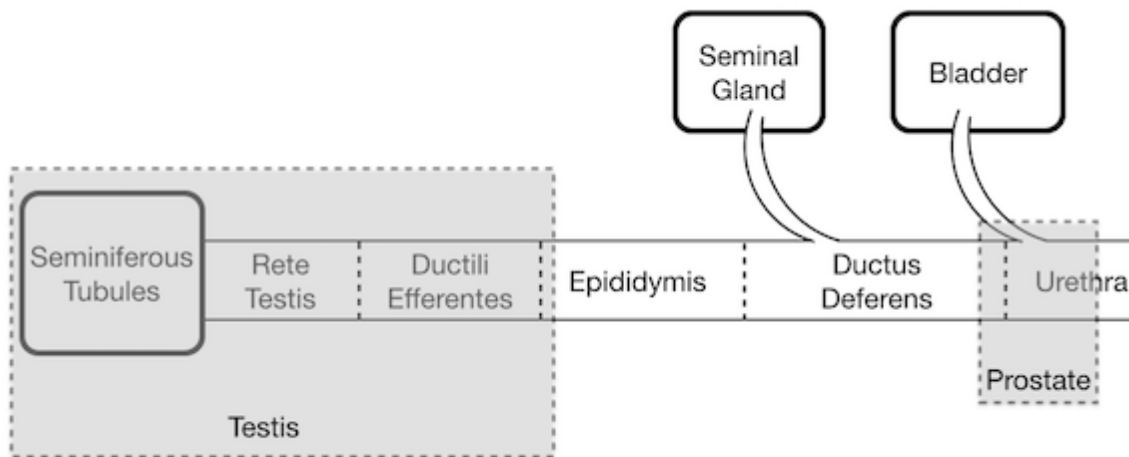 Seminal
Gland
Bladder
Seminiferous
Tubules
Rete
Testis
Ductili
Efferentes
Epididymis
Ductus
Deferens
Urethra
Prostate
Testis